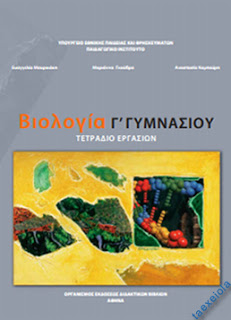 ΥΠΟΥΡΓΕΙΟ ΕΘΝΙΚΗΣ ΠΑΙΔΕΙΑΣ ΚΑΙ ΘΡΗΣΚΕΥΜΑΤΩΝ
ΠΑΙΔΑΓΩΓΙΚΟ ΙΝΣΤΙΤΟΥΤΟ
Βιολογία Γ΄ ΓΥΜΝΑΣΙΟΥ
ΤΕΤΡΑΔΙΟ ΕΡΓΑΣΙΩΝ
ΟΡΓΑΝΙΣΜΟΣ ΕΚΔΟΣΕΩΣ ΔΙΔΑΚΤΙΚΩΝ ΒΙΒΛΙΩΝ
ΑΘΗΝΑ